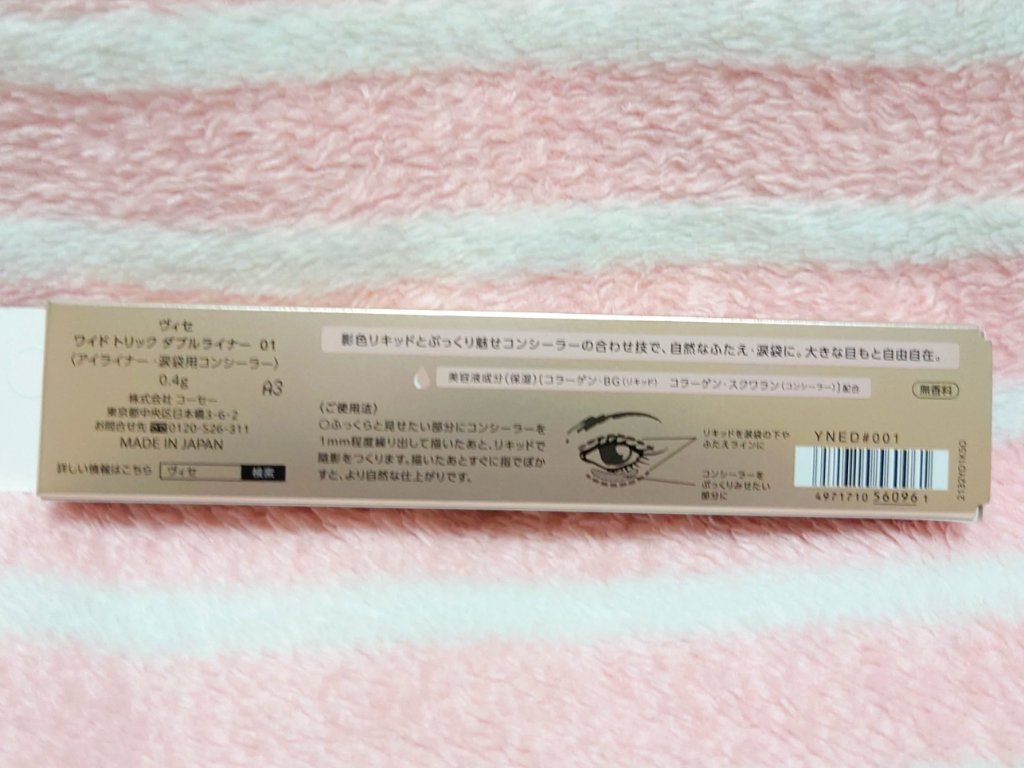 ヴィセ
ワイド トリック ダブルライナー 01
〈アイライナー・涙袋用コンシーラー〉
0.4g
A3
株式会社 コーセー
東京都中央区日本橋3-6-2
お問合せ先 0120-526-311
MADE IN JAPAN
詳しい情報はこちら ヴィセ 検索
影色リキッドとぷっくり魅せコンシーラーの合わせ技で、自然なふたえ・涙袋に。大きな目もと自由自在。
美容液成分(保湿)[コラーゲン・BG(リキッド) コラーゲン・スクワラン(コンシーラー)]配合
無香料
〈ご使用法〉
○ふっくらと見せたい部分にコンシーラーを
1mm程度繰り出して描いたあと、リキッドで
陰影をつくります。描いたあとすぐに指でぼか
すと、より自然な仕上がりです。
リキッドを涙袋の下や
ふたえラインに
コンシーラーを
ぷっくりみせたい
部分に
YNED#001
4971710 560961
2132Y01KSO